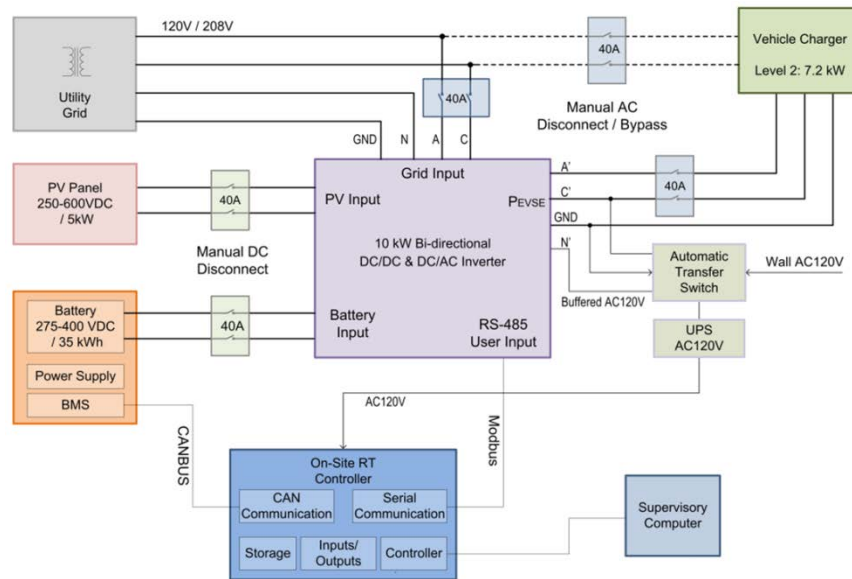 120V / 208V
40A
Vehicle Charger
Level 2: 7.2 kW
Utility
Grid
40A
Manual AC
Disconnect / Bypass
GND
N
A
C
Grid Input
A'
40A
C'
PEVSE
GND
N'
PV Panel
250-600VDC
/ 5kW
40A
PV Input
Manual DC
Disconnect
10 kW Bi-directional
DC/DC & DC/AC Inverter
Automatic
Transfer
Switch
Wall AC120V
Buffered AC120V
Battery
275-400 VDC
/ 35 kWh
40A
Battery
Input
RS-485
User Input
UPS
AC120V
Power Supply
BMS
AC120V
CANBUS
Modbus
On-Site RT
Controller
CAN
Communication
Serial
Communication
Storage
Inputs/
Outputs
Controller
Supervisory
Computer